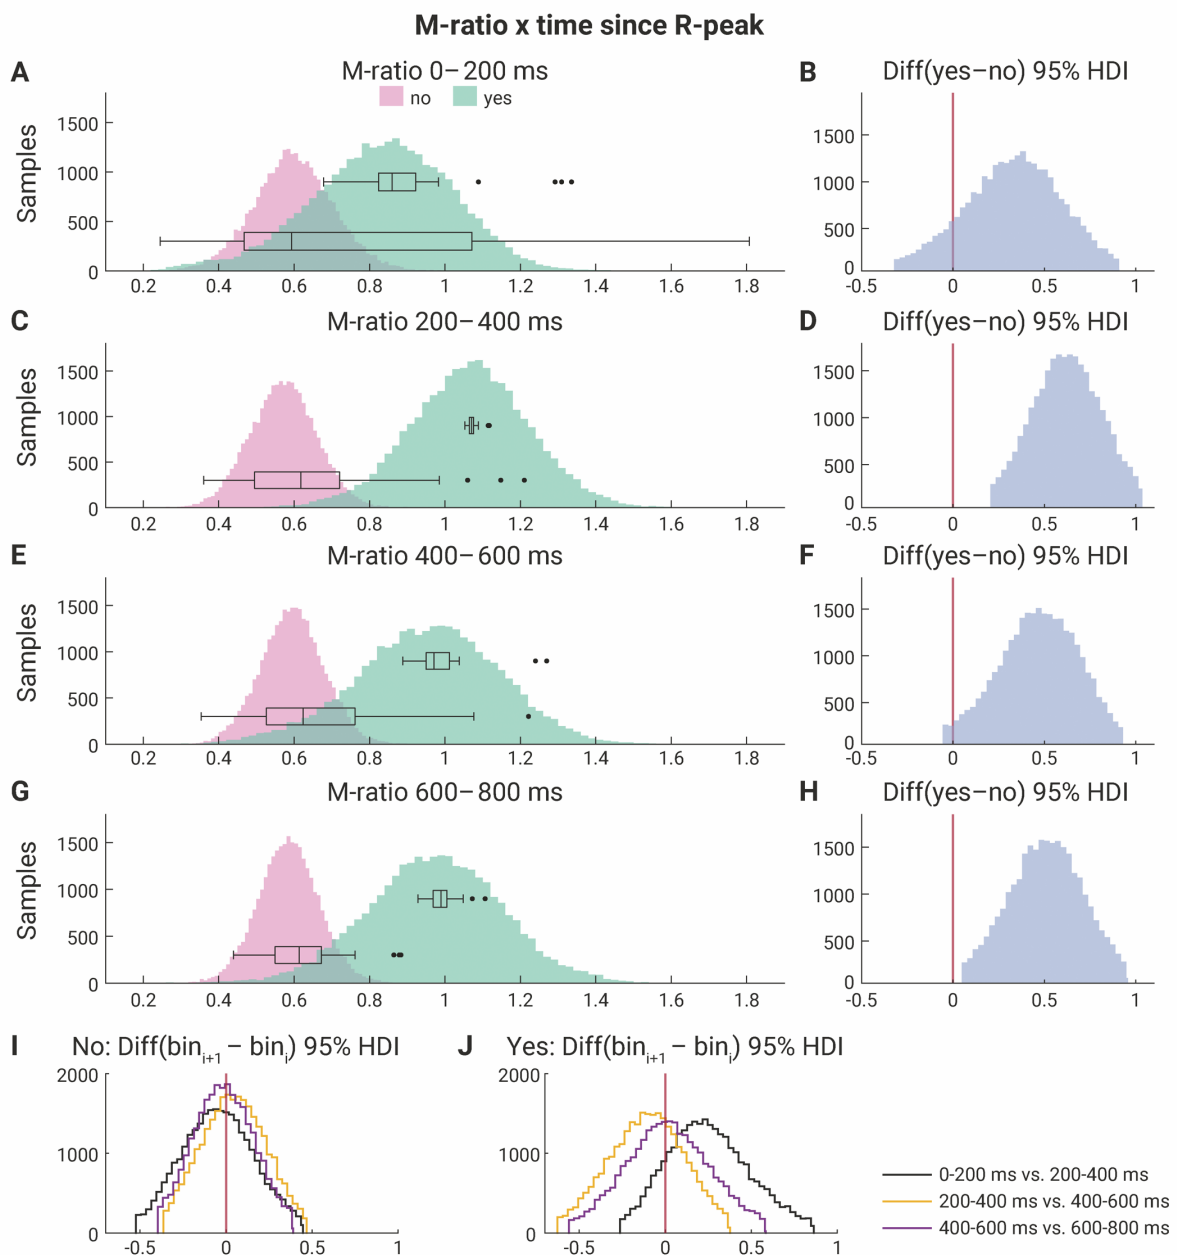 M-ratio x time since R-peak
A
M-ratio 0–200 ms
no
yes
Samples
1500
1000
500
0
0.2 0.4 0.6 0.8 1 1.2 1.4 1.6 1.8
B
Diff(yes–no) 95% HDI
1500
1000
500
0
-0.5 0 0.5 1
C
M-ratio 200–400 ms
Samples
1500
1000
500
0
0.2 0.4 0.6 0.8 1 1.2 1.4 1.6 1.8
D
Diff(yes–no) 95% HDI
1500
1000
500
0
-0.5 0 0.5 1
E
M-ratio 400–600 ms
Samples
1500
1000
500
0
0.2 0.4 0.6 0.8 1 1.2 1.4 1.6 1.8
F
Diff(yes–no) 95% HDI
1500
1000
500
0
-0.5 0 0.5 1
G
M-ratio 600–800 ms
Samples
1500
1000
500
0
0.2 0.4 0.6 0.8 1 1.2 1.4 1.6 1.8
H
Diff(yes–no) 95% HDI
1500
1000
500
0
-0.5 0 0.5 1
I
No: Diff(bin i+1 – bin i) 95% HDI
2000
1000
0
-0.5 0 0.5 1
J
Yes: Diff(bin i+1 – bin i) 95% HDI
2000
1000
0
-0.5 0 0.5 1
0-200 ms vs. 200-400 ms
200-400 ms vs. 400-600 ms
400-600 ms vs. 600-800 ms